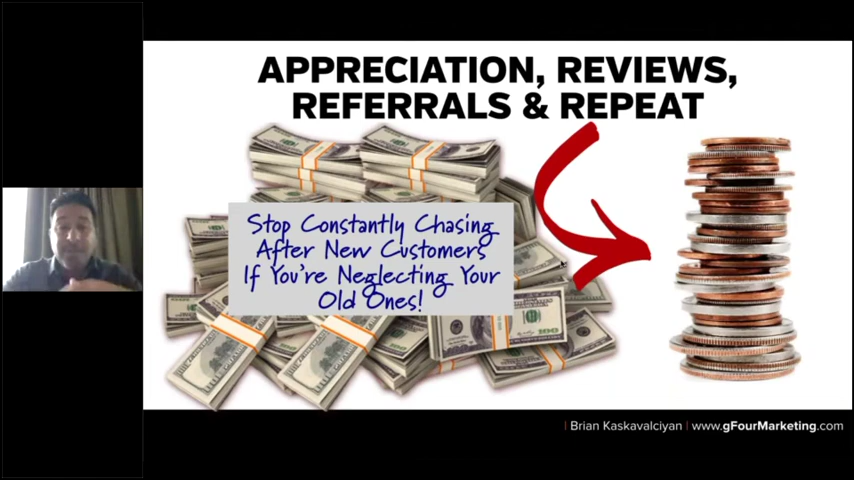 APPRECIATION, REVIEWS,
REFERRALS & REPEAT
Stop Constantly Chasing
After New Customers
If You're Neglecting Your
Old Ones!
100
| Brian Kaskavalciyan | www.gFourMarketing.com